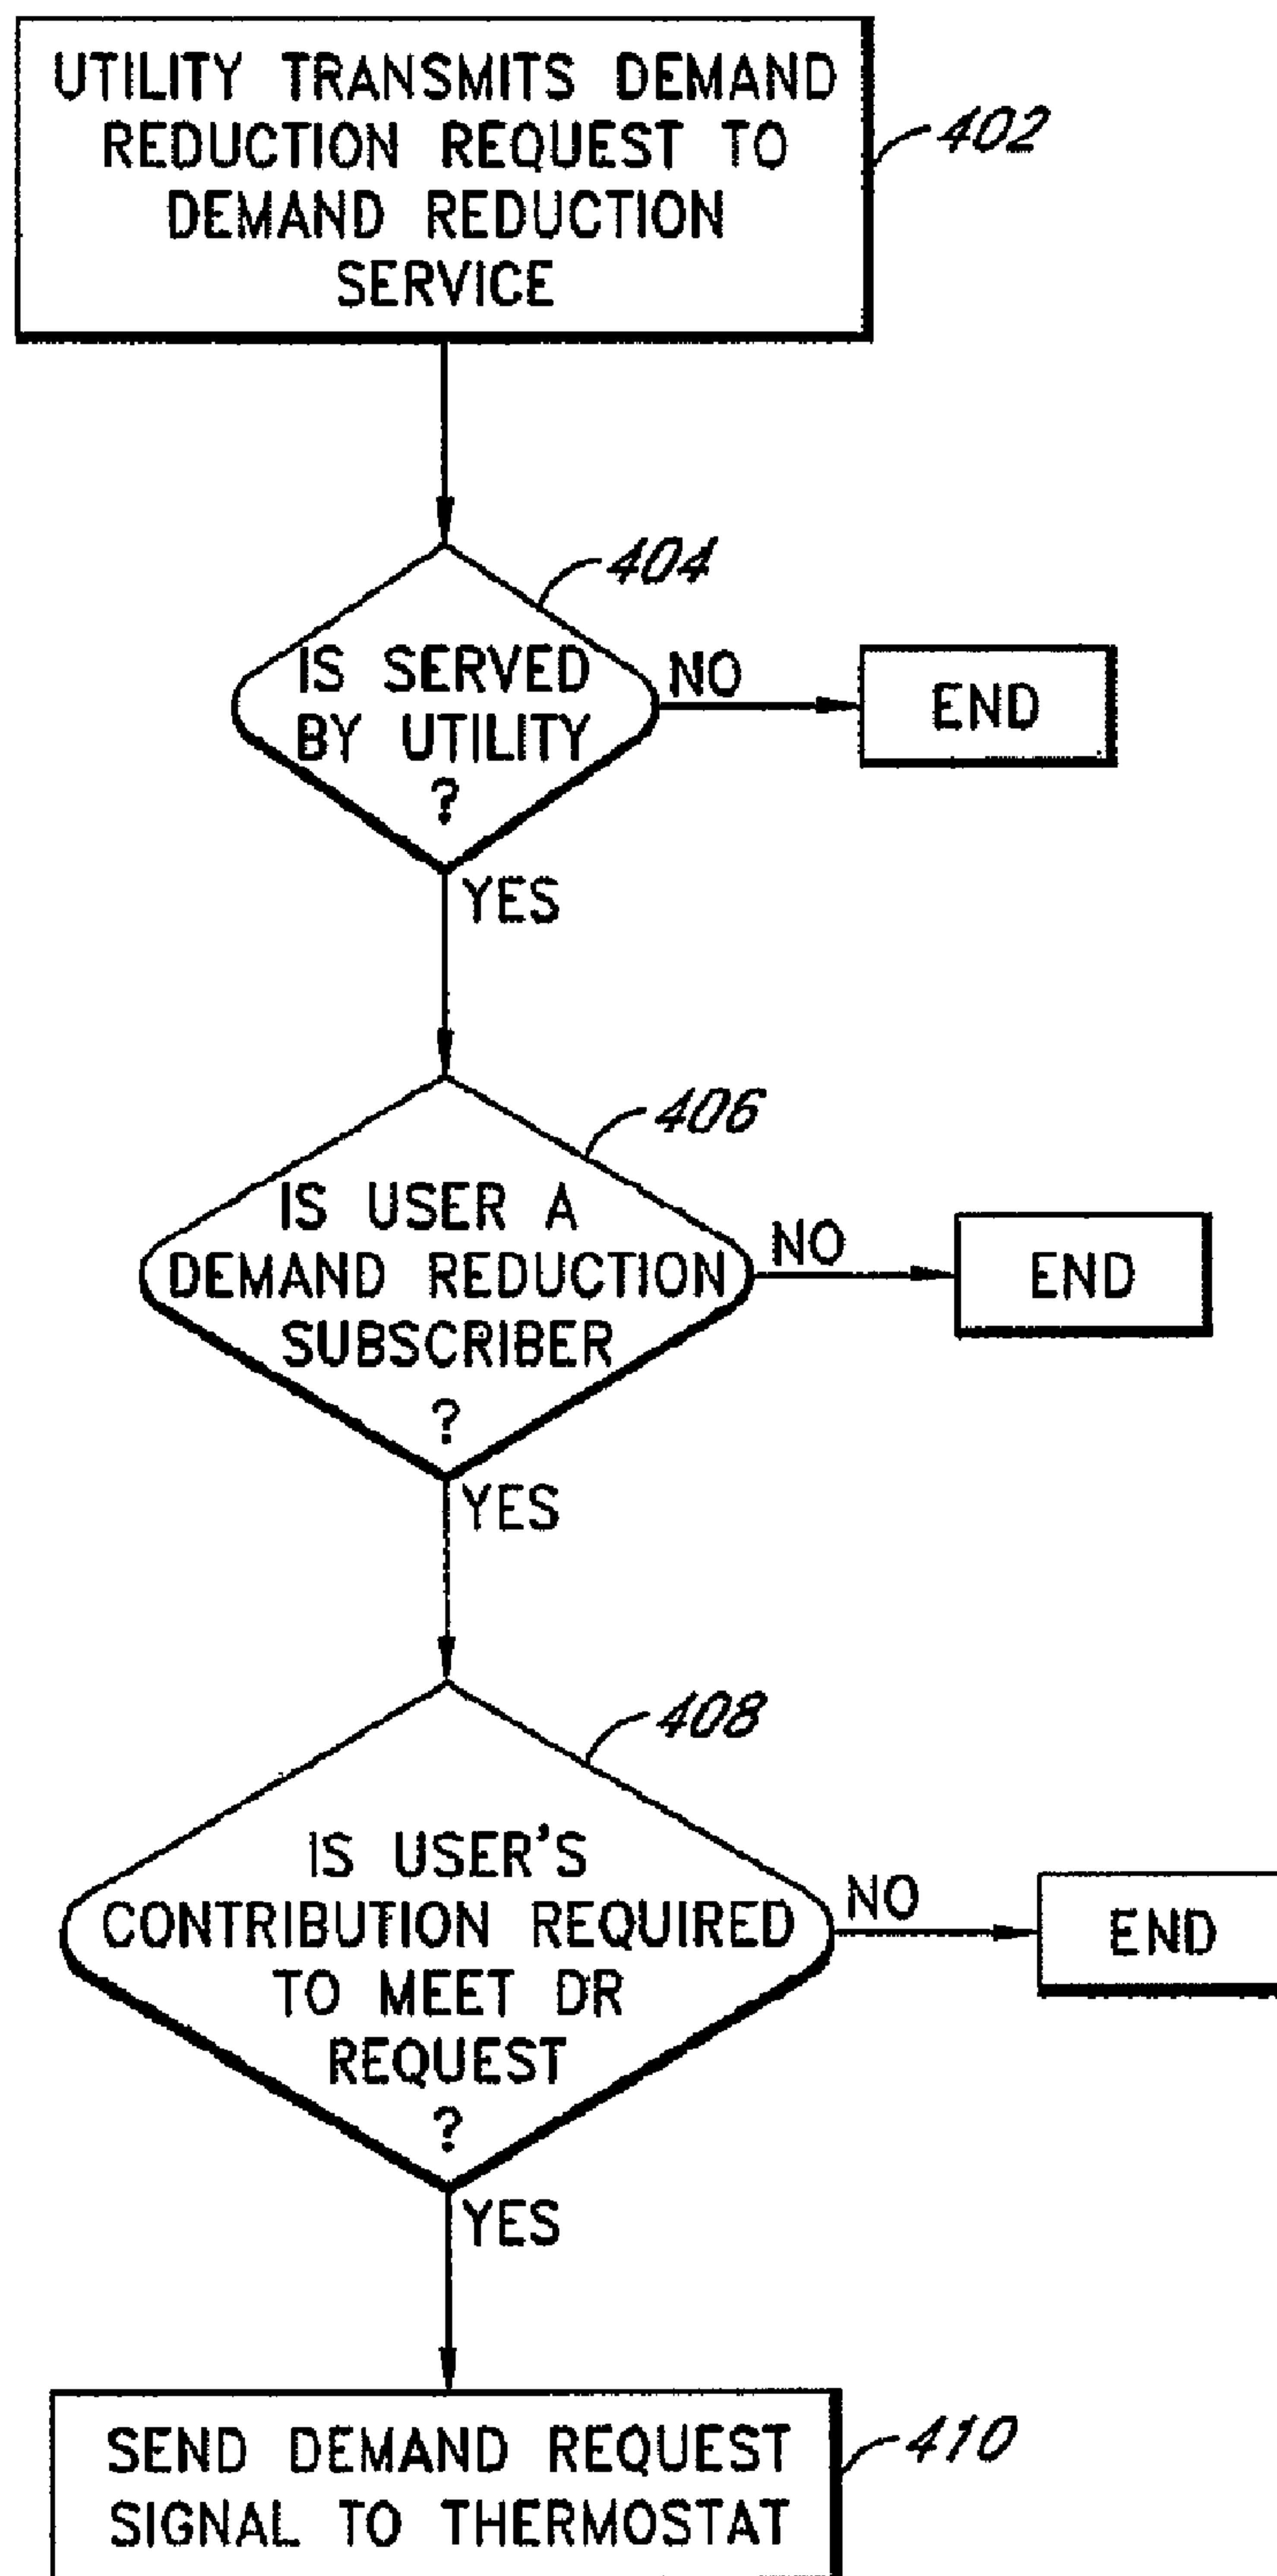 UTILITY TRANSMITS DEMAND
REDUCTION REQUEST TO
DEMAND REDUCTION
SERVICE
402
404
IS SERVED
BY UTILITY
?
NO
END
YES
406
IS USER A
DEMAND REDUCTION
SUBSCRIBER
?
NO
END
YES
408
IS USER'S
CONTRIBUTION REQUIRED
TO MEET DR
REQUEST
?
NO
END
YES
410
SEND DEMAND REQUEST
SIGNAL TO THERMOSTAT